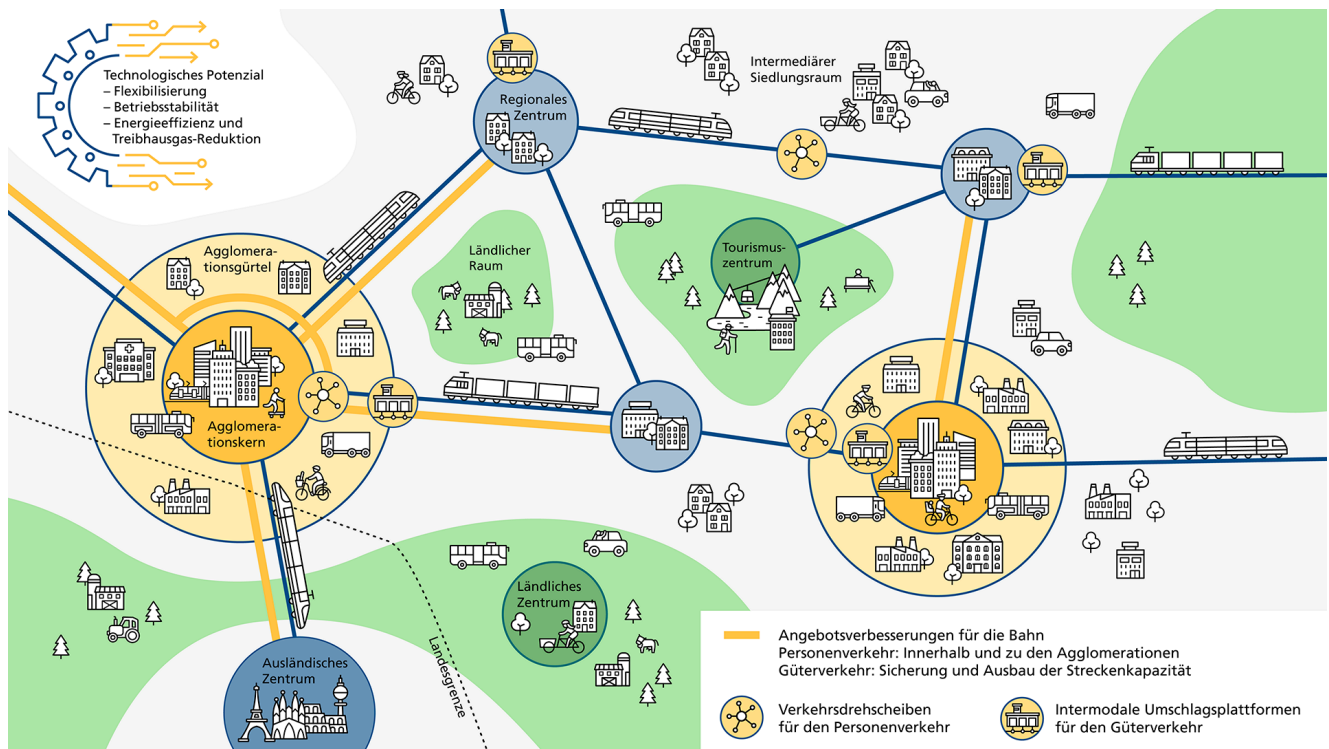 Technologisches Potenzial
– Flexibilisierung
– Betriebsstabilität
– Energieeffizienz und
Treibhausgas-Reduktion
Regionales
Zentrum
Intermediärer
Siedlungsraum
Agglomera-
tionsgürtel
Ländlicher
Raum
Tourismus-
zentrum
Agglomera-
tionskern
Ländliches
Zentrum
Landesgrenze
Ausländisches
Zentrum
Angebotsverbesserungen für die Bahn
Personenverkehr: Innerhalb und zu den Agglomerationen
Güterverkehr: Sicherung und Ausbau der Streckenkapazität
Verkehrsdrehscheiben
für den Personenverkehr
Intermodale Umschlagsplattformen
für den Güterverkehr